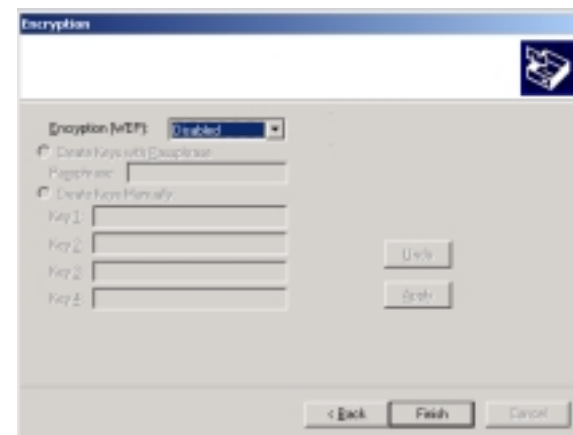 Encryption
Encryption (WEP): Disabled
Create Keys with Passphrase
Passphrase:
Create Keys Manually
Key 1:
Key 2:
Key 3:
Key 4:
Undo
Apply
< Back Finish Cancel